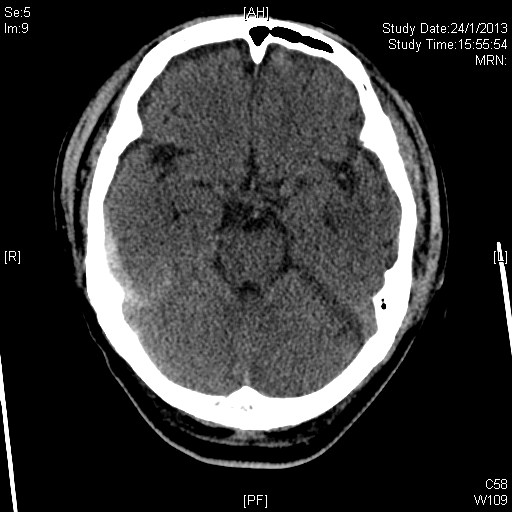 Se:5
Im:9
[AH]
Study Date:24/1/2013
Study Time:15:55:54
MRN:
[R]
[L]
[PF]
C58
W109